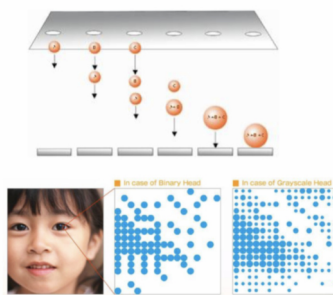 A
B
C
A
B
A
C
A + B
A + B + C
A + B + C
In case of Binary Head
In case of Grayscale Head